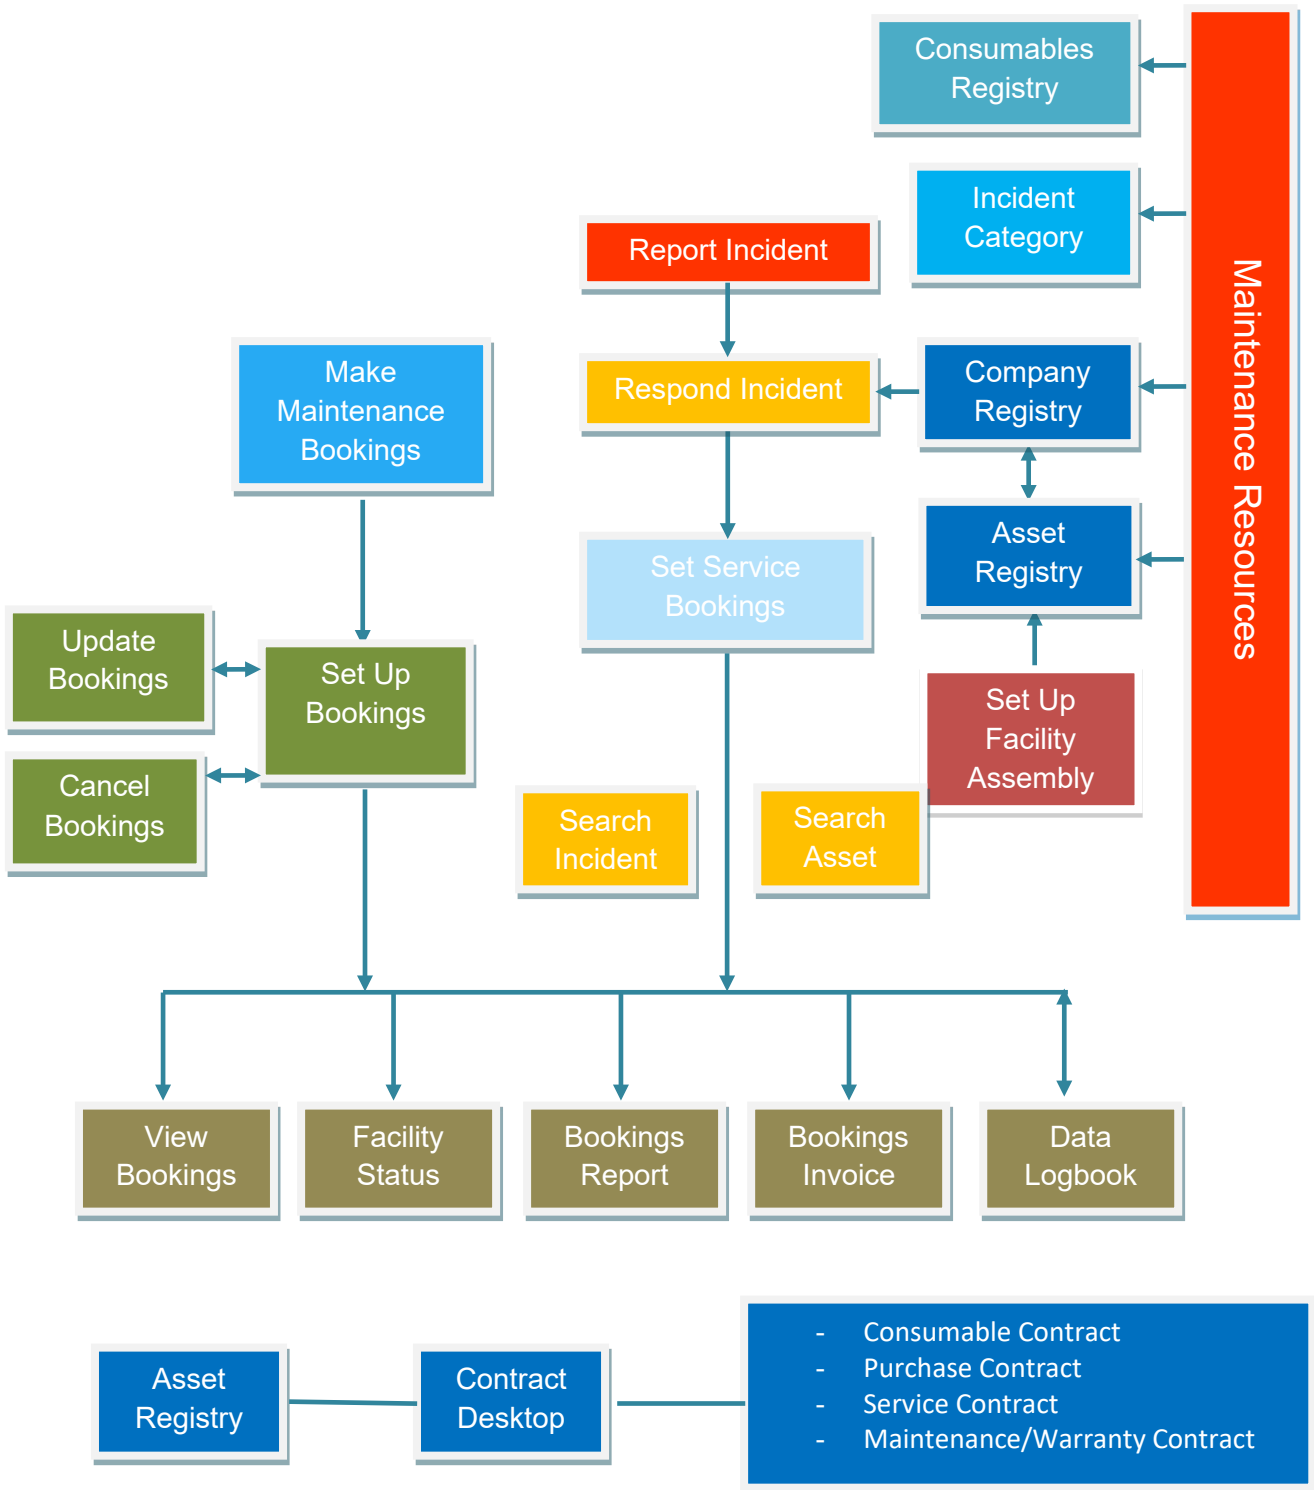 Consumables
Registry
Incident
Category
Report Incident
Maintenance Resources
Make
Maintenance
Bookings
Respond Incident
Company
Registry
Set Service
Bookings
Asset
Registry
Update
Bookings
Set Up
Bookings
Set Up
Facility
Assembly
Cancel
Bookings
Search
Incident
Search
Asset
View
Bookings
Facility
Status
Bookings
Report
Bookings
Invoice
Data
Logbook
Asset
Registry
Contract
Desktop
- Consumable Contract
- Purchase Contract
- Service Contract
- Maintenance/Warranty Contract